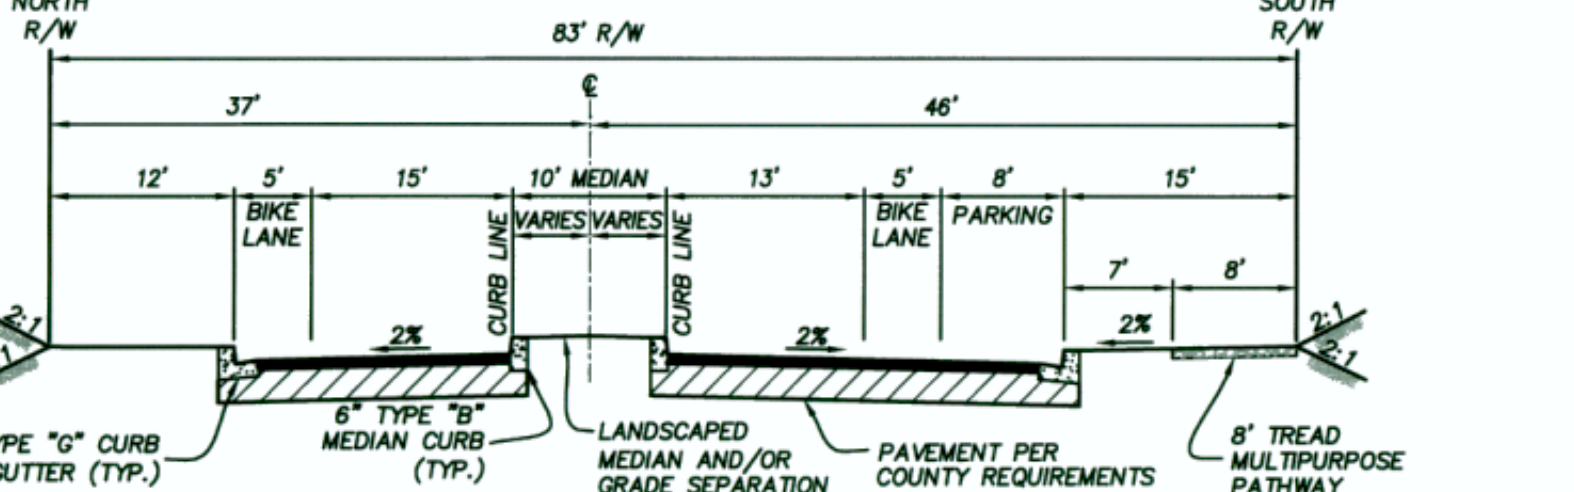 NORTH
R/W
SOUTH
R/W
83' R/W
℄
37'
46'
12'
5'
15'
10' MEDIAN
13'
5'
8'
15'
BIKE
LANE
CURB LINE
VARIES
VARIES
CURB LINE
BIKE
LANE
PARKING
7'
8'
2:1
2%
2%
2%
2:1
2:1
1
6" TYPE "B"
MEDIAN CURB
(TYP.)
"G" CURB
(TYP.)
LANDSCAPED
MEDIAN AND/OR
GRADE SEPARATION
PAVEMENT PER
COUNTY REQUIREMENTS
8' TREAD
MULTIPURPOSE
PATHWAY